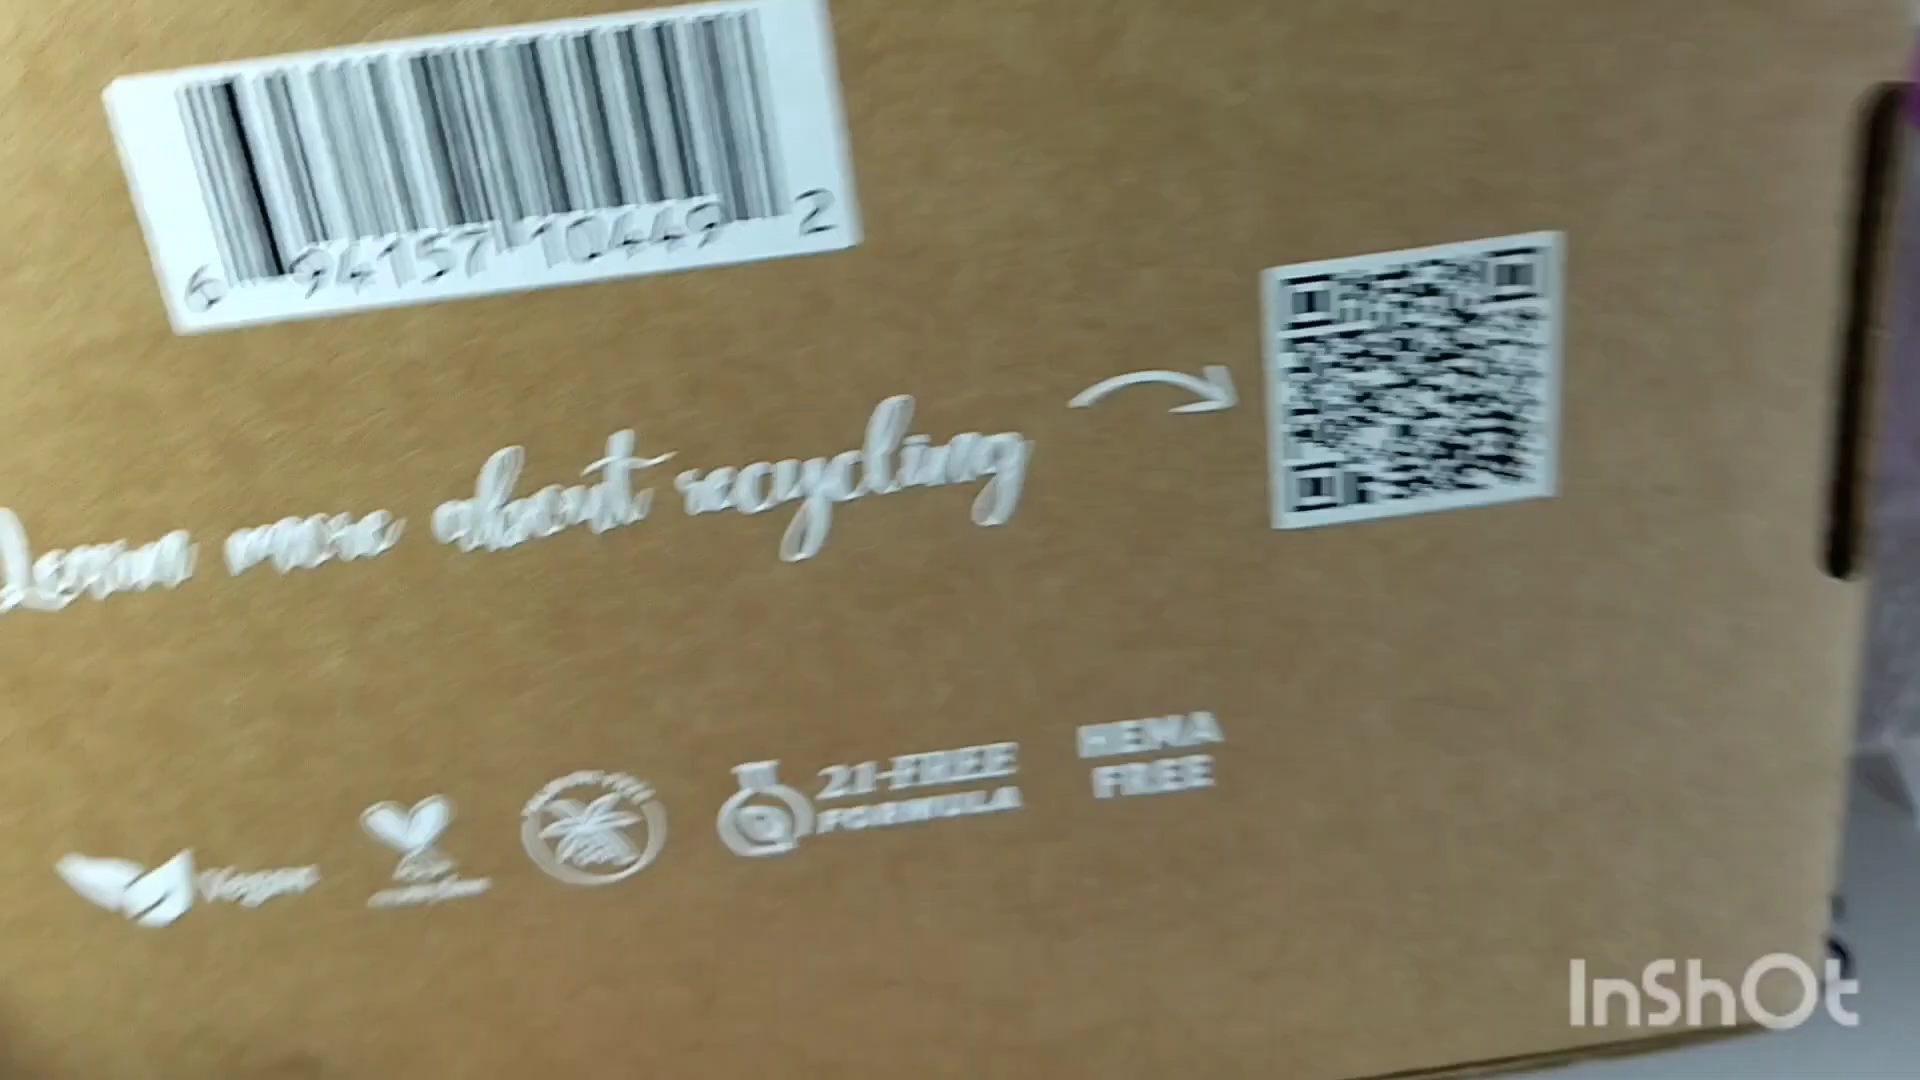 6 94157 10449 2
Learn more about recycling
Vegan
21-FREE
FORMULA
HEMA
FREE
InShOt